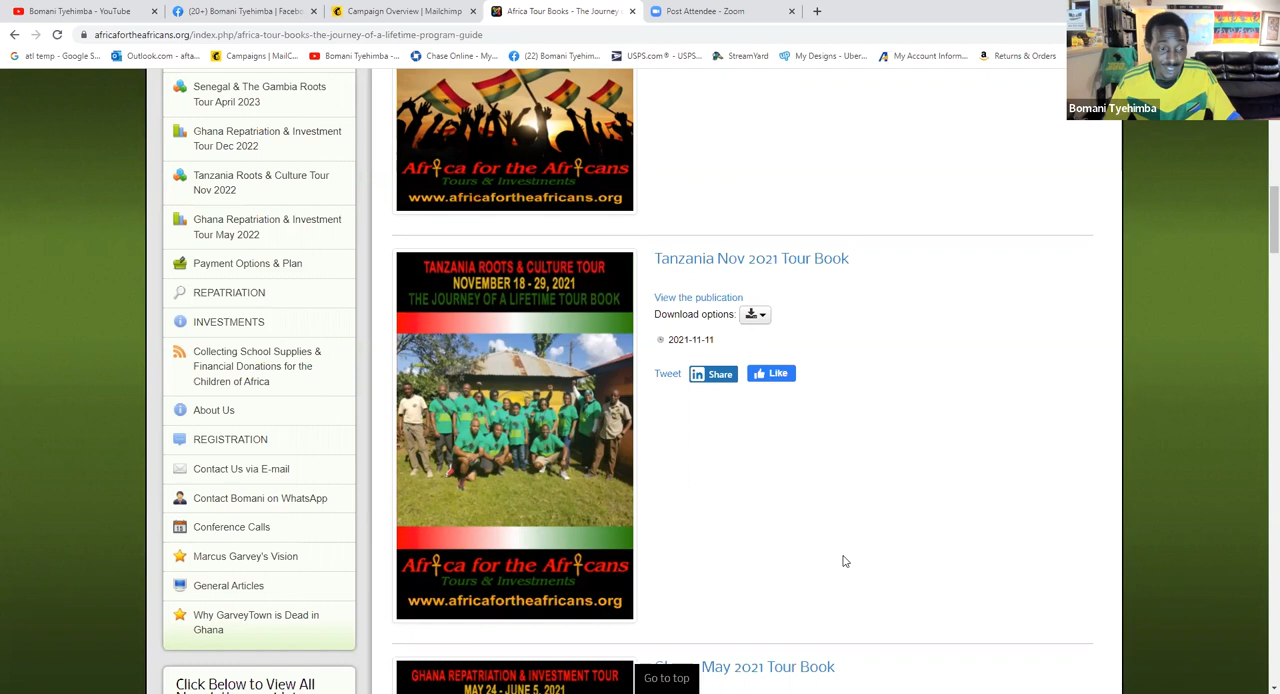 Bomani Tyehimba - YouTube
(20+) Bomani Tyehimba | Faceb
Campaign Overview | Mailchimp
Africa Tour Books - The Journey
Post Attendee - Zoom
africafortheafricans.org/index.php/africa-tour-books-the-journey-of-a-lifetime-program-guide
atl temp - Google S...
Outlook.com - afta...
Campaigns | MailC...
Bomani Tyehimba -...
Chase Online - My...
(22) Bomani Tyehim...
USPS.com® - USPS...
StreamYard
My Designs - Uber...
My Account Inform...
Returns & Orders
Bomani Tyehimba
Senegal & The Gambia Roots
Tour April 2023
Ghana Repatriation & Investment
Tour Dec 2022
Tanzania Roots & Culture Tour
Nov 2022
Ghana Repatriation & Investment
Tour May 2022
Payment Options & Plan
REPATRIATION
INVESTMENTS
Collecting School Supplies &
Financial Donations for the
Children of Africa
About Us
REGISTRATION
Contact Us via E-mail
Contact Bomani on WhatsApp
Conference Calls
Marcus Garvey's Vision
General Articles
Why GarveyTown is Dead in
Ghana
Click below to View All
Africa for the Africans
Tours & Investments
www.africafortheafricans.org
TANZANIA ROOTS & CULTURE TOUR
NOVEMBER 18 - 29, 2021
THE JOURNEY OF A LIFETIME TOUR BOOK
Africa for the Africans
Tours & Investments
www.africafortheafricans.org
Tanzania Nov 2021 Tour Book
View the publication
Download options:
2021-11-11
Tweet
in Share
Like
GHANA REPATRIATION & INVESTMENT TOUR
MAY 24 - JUNE 5, 2021
May 2021 Tour Book
Go to top